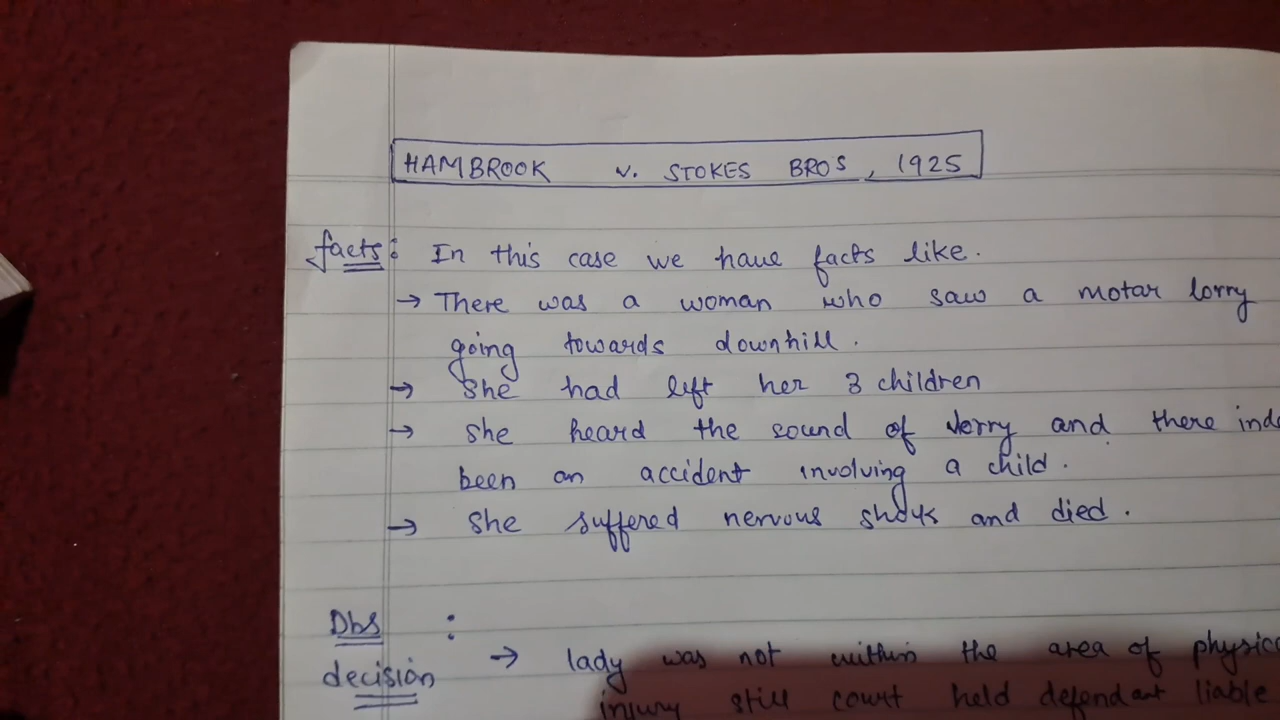 HAMBROOK v. STOKES BROS, 1925
facts: In this case we have facts like.
→ There was a woman who saw a motar lorry
going towards downhill.
→ She had left her 3 children
→ She heard the sound of lorry and there
been an accident involving a child.
→ She suffered nervous and died.
Dbs :
decision → lady was not within the area of
injury still court held defendant liable.